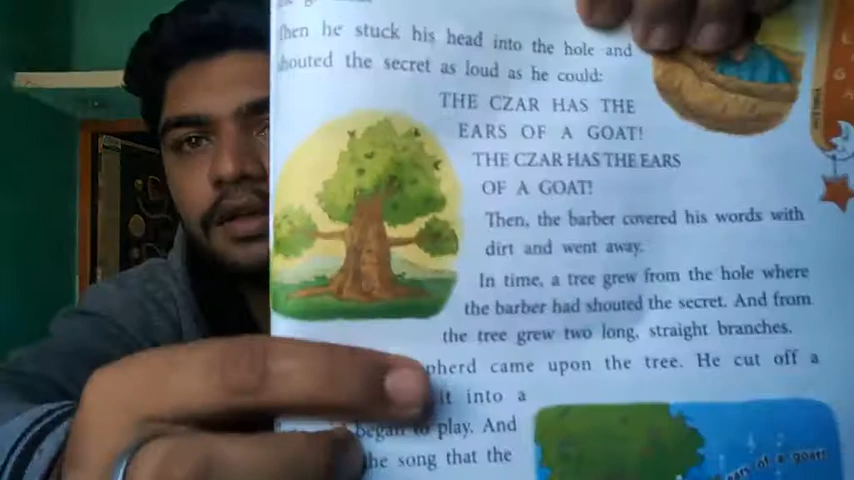 Then he stuck his head into the hole and
shouted the secret as loud as he could:
THE CZAR HAS THE
EARS OF A GOAT!
THE CZAR HAS THE EARS
OF A GOAT!
Then, the barber covered his words with
dirt and went away.
In time, a tree grew from the hole where
the barber had shouted the secret. And from
the tree grew two long, straight branches.
came upon the tree. He cut off a
it into a
began to play. And
the song that the
ears of a goat